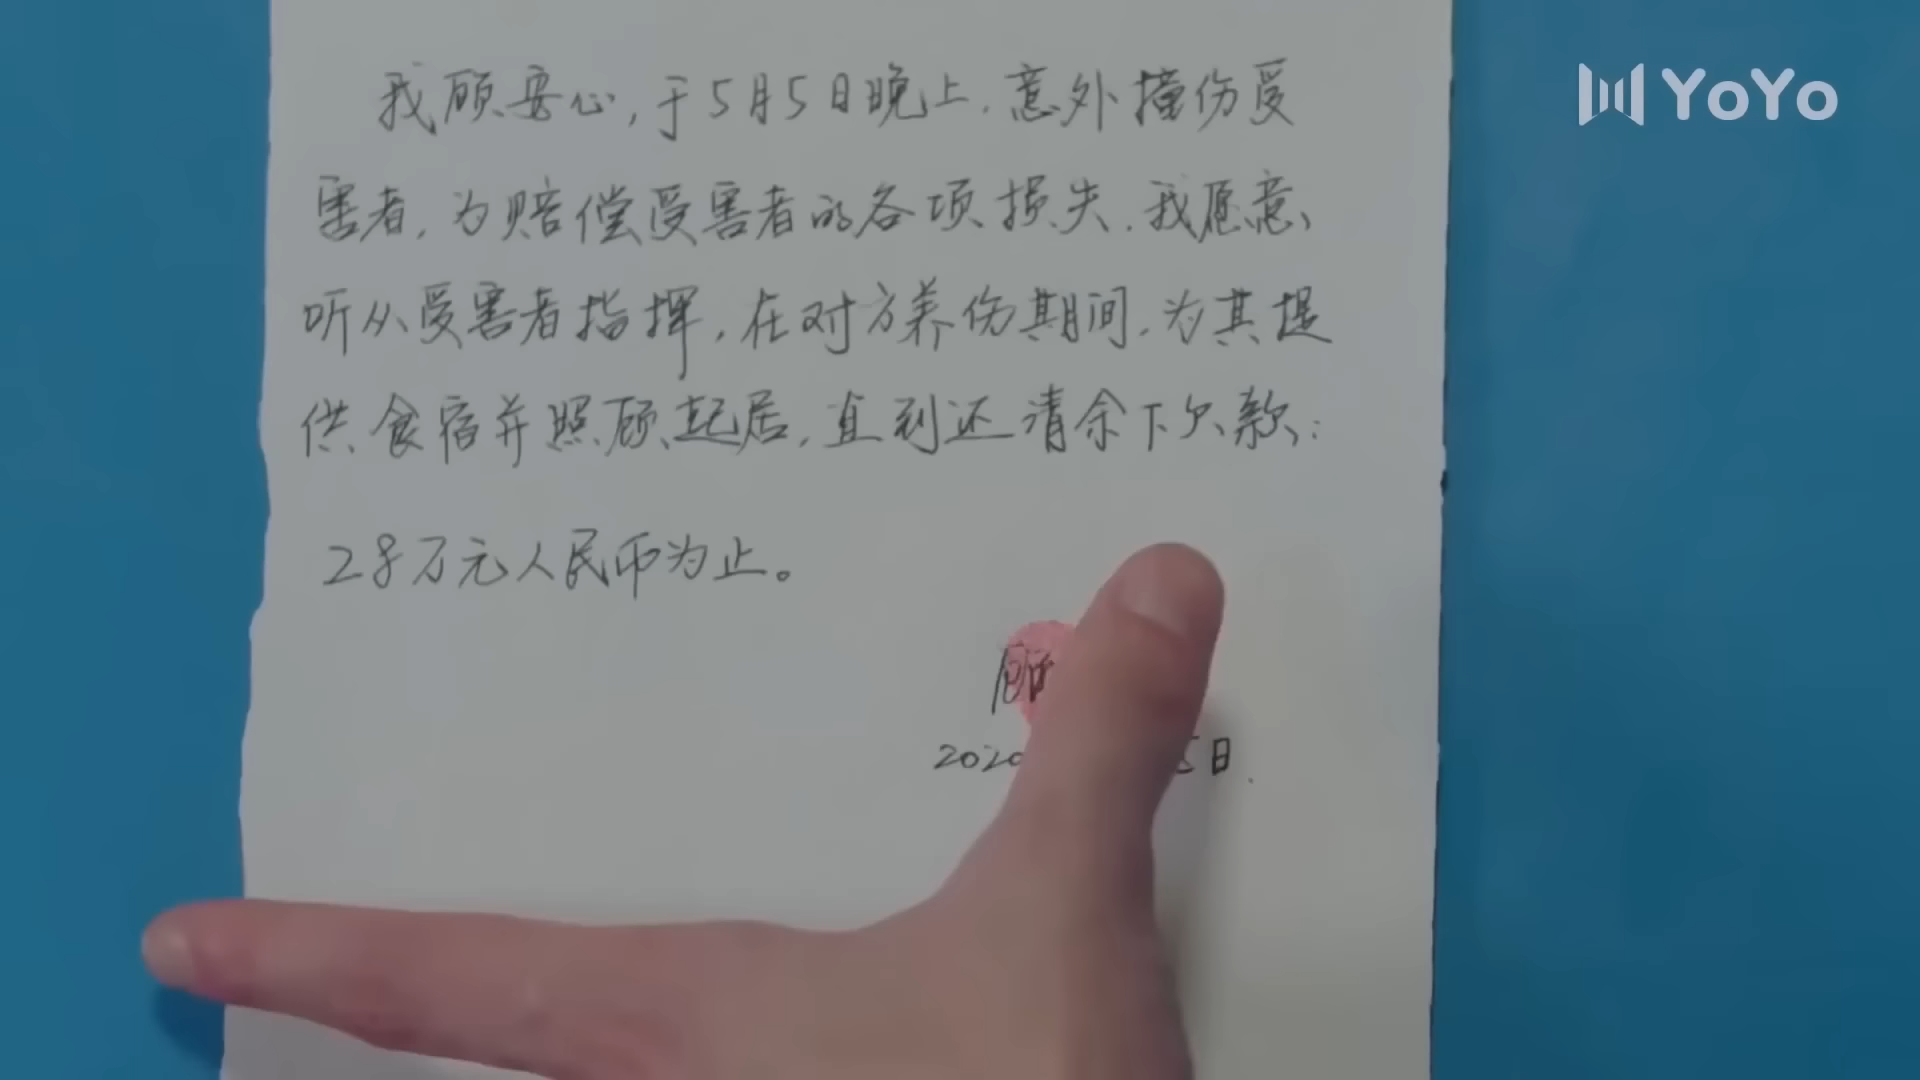 YoYo
我顾安心,于5月5日晚上,意外撞伤受
害者,为赔偿受害者的各项损失,我愿意
听从受害者指挥,在对方养伤期间,为其提
供食宿并照顾起居,直到还清余下欠款:
28万元人民币为止。
顾
2020 5日.